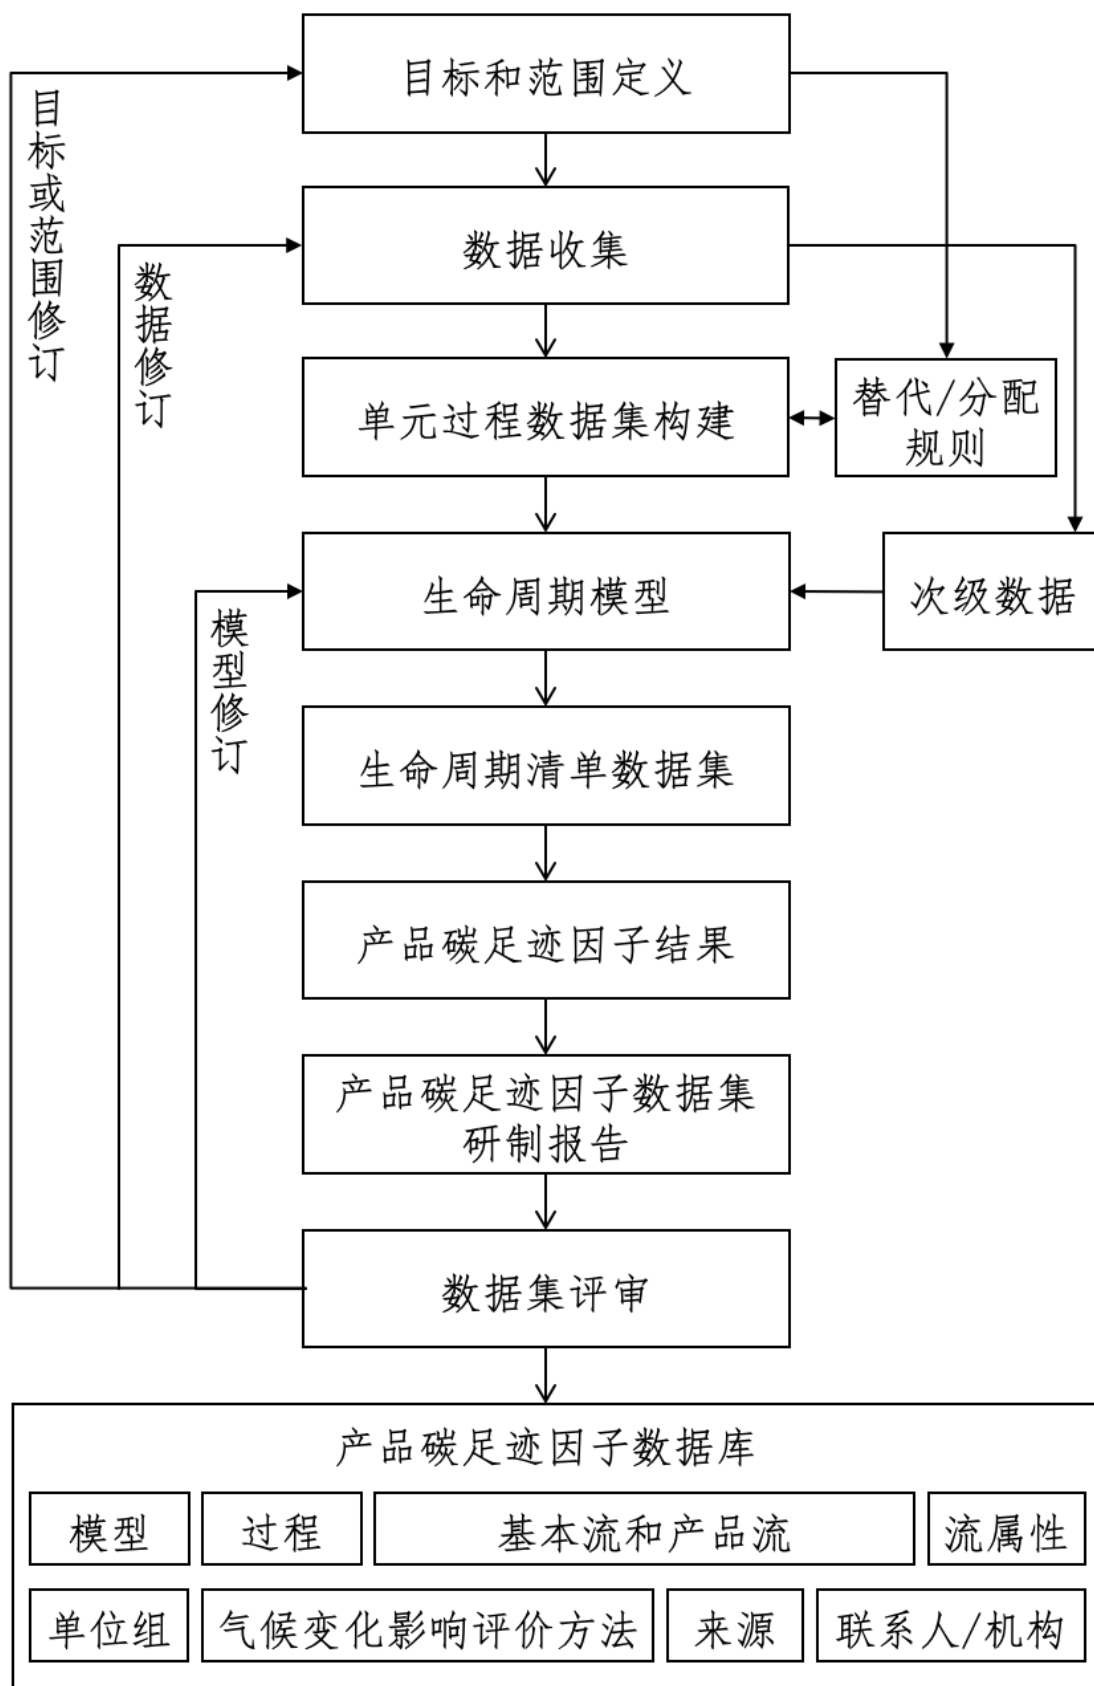 目标和范围定义
目标或范围修订
数据收集
数据修订
单元过程数据集构建
替代/分配
规则
生命周期模型
次级数据
模型修订
生命周期清单数据集
产品碳足迹因子结果
产品碳足迹因子数据集
研制报告
数据集评审
产品碳足迹因子数据库
模型
过程
基本流和产品流
流属性
单位组
气候变化影响评价方法
来源
联系人/机构